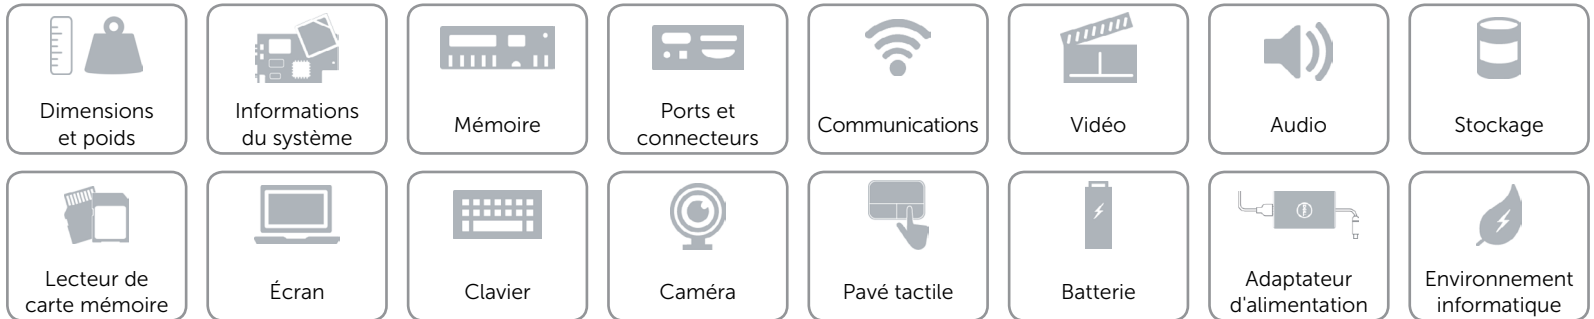 Dimensions
et poids
Informations
du système
Mémoire
Ports et
connecteurs
Communications
Vidéo
Audio
Stockage
Lecteur de
carte mémoire
Écran
Clavier
Caméra
Pavé tactile
Batterie
Adaptateur
d'alimentation
Environnement
informatique